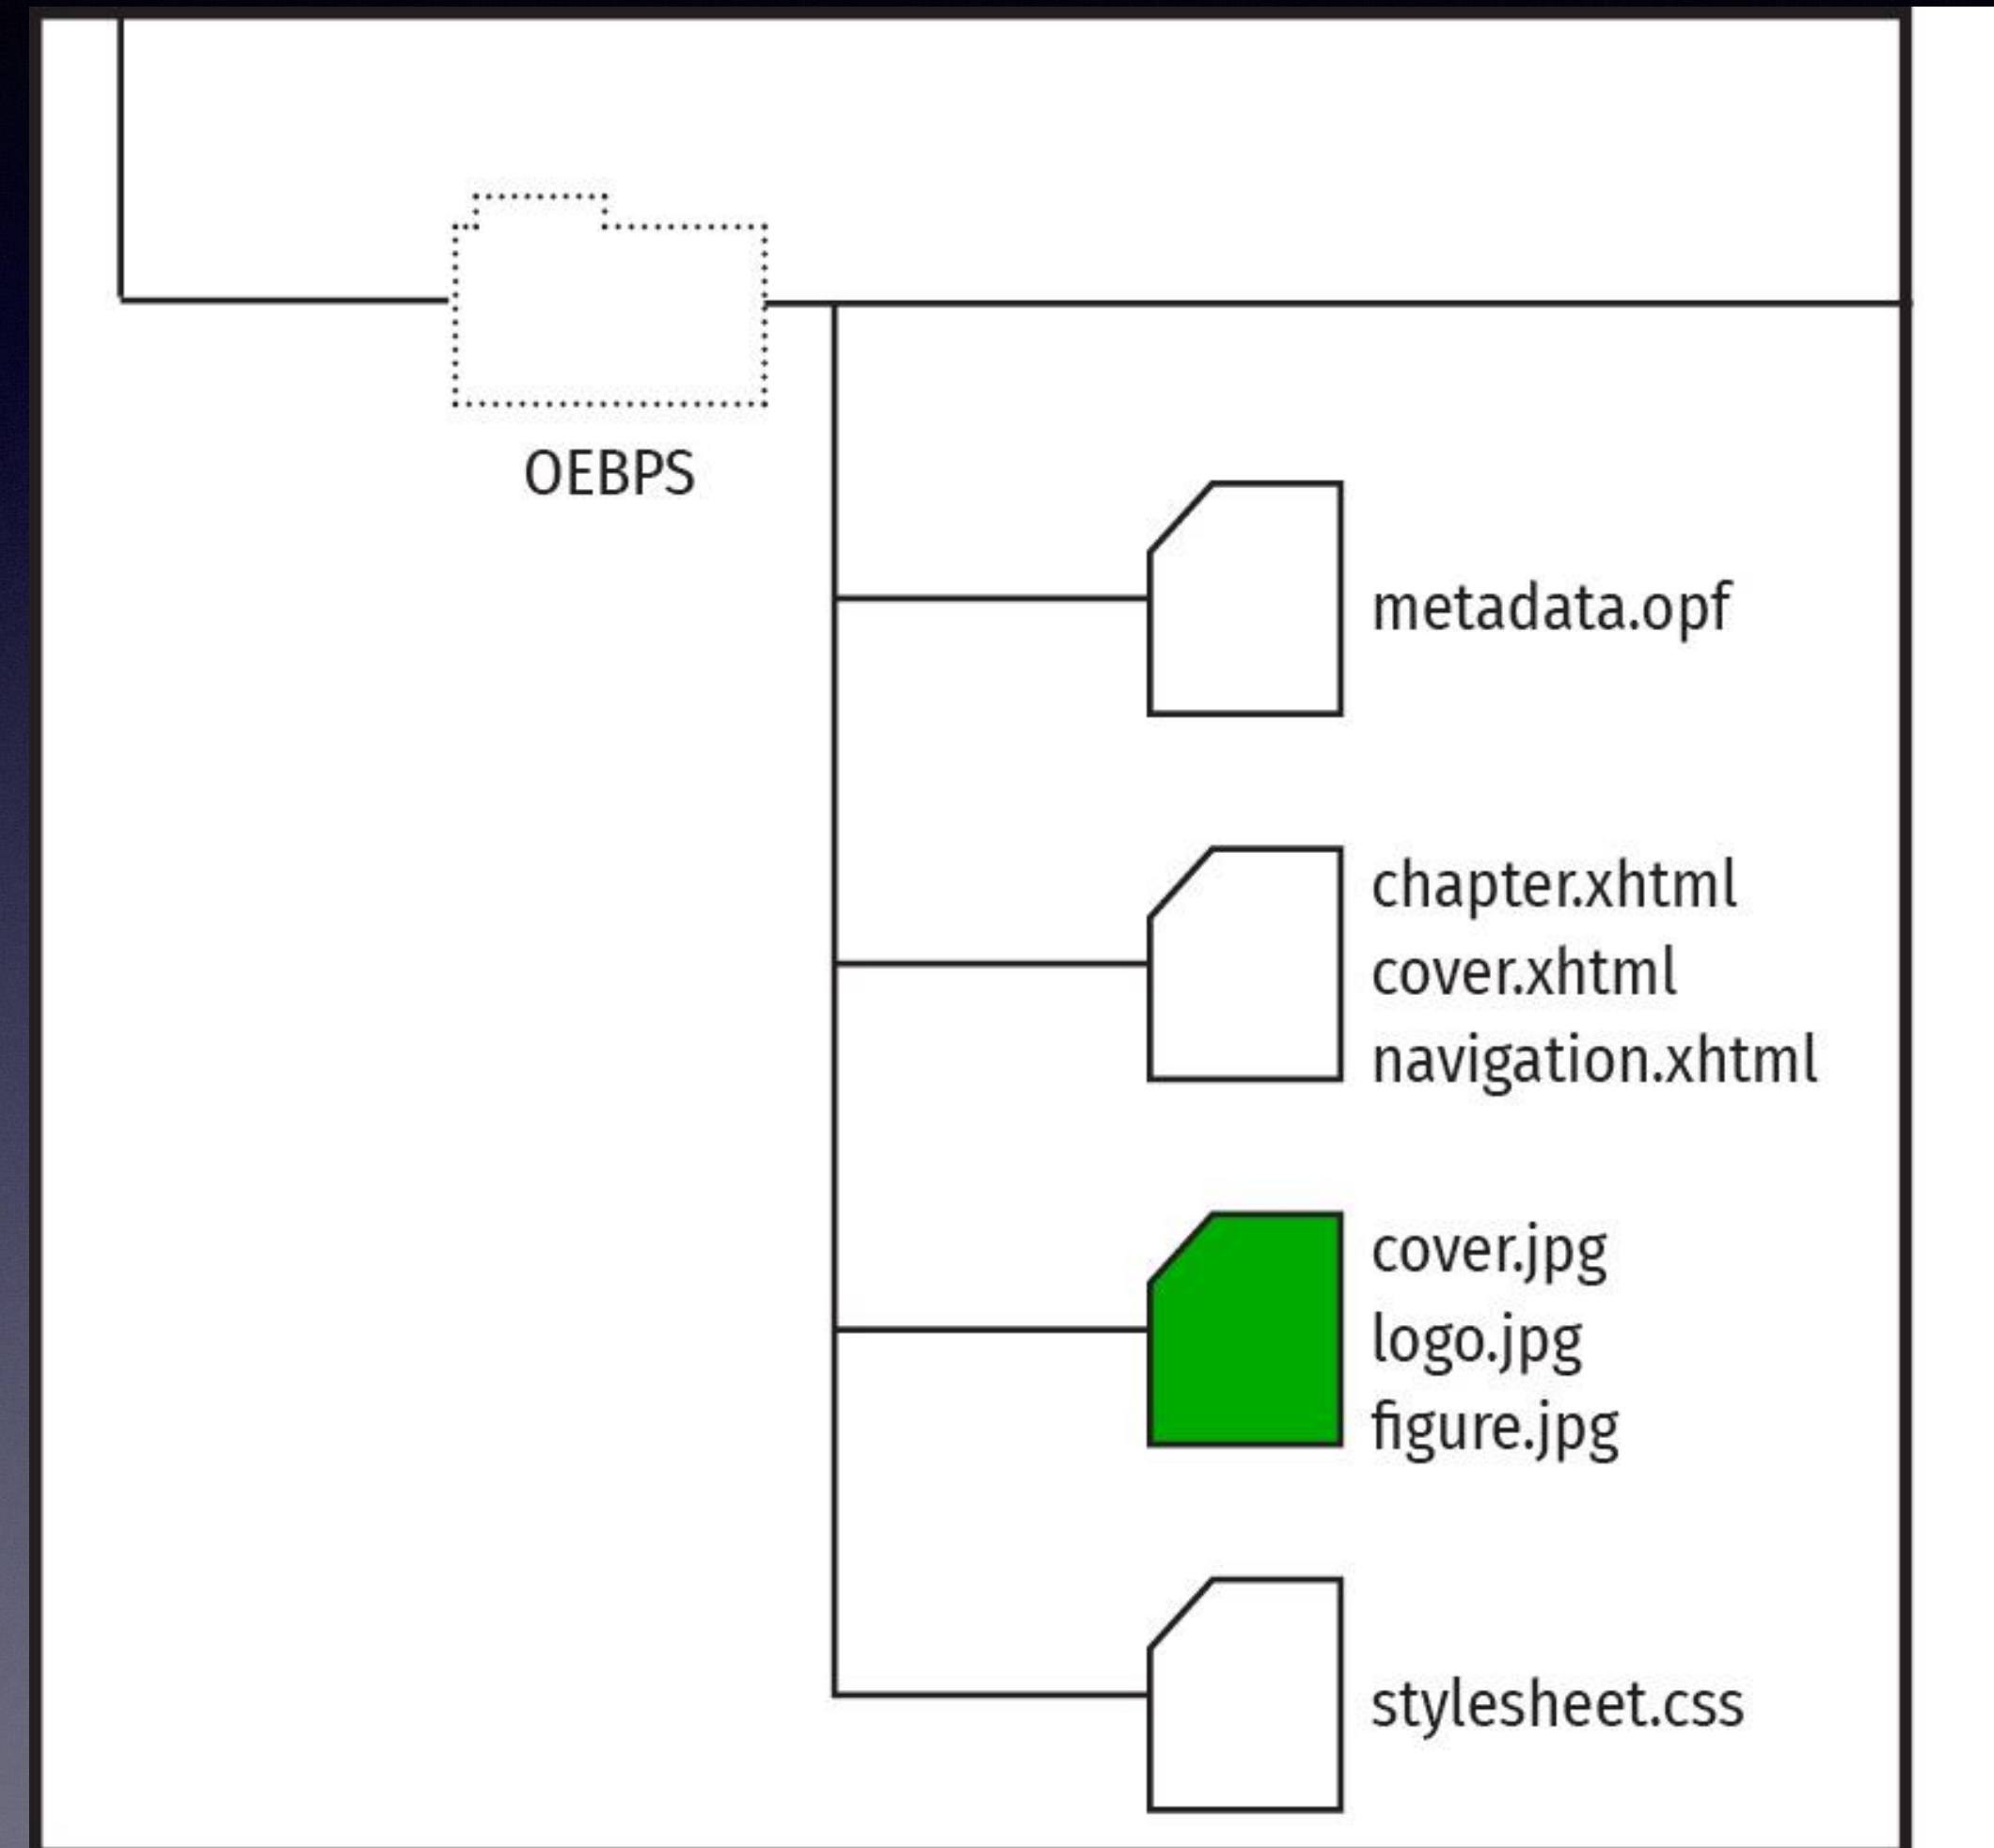 OEBPS
metadata.opf
chapter.xhtml
cover.xhtml
navigation.xhtml
cover.jpg
logo.jpg
figure.jpg
stylesheet.css